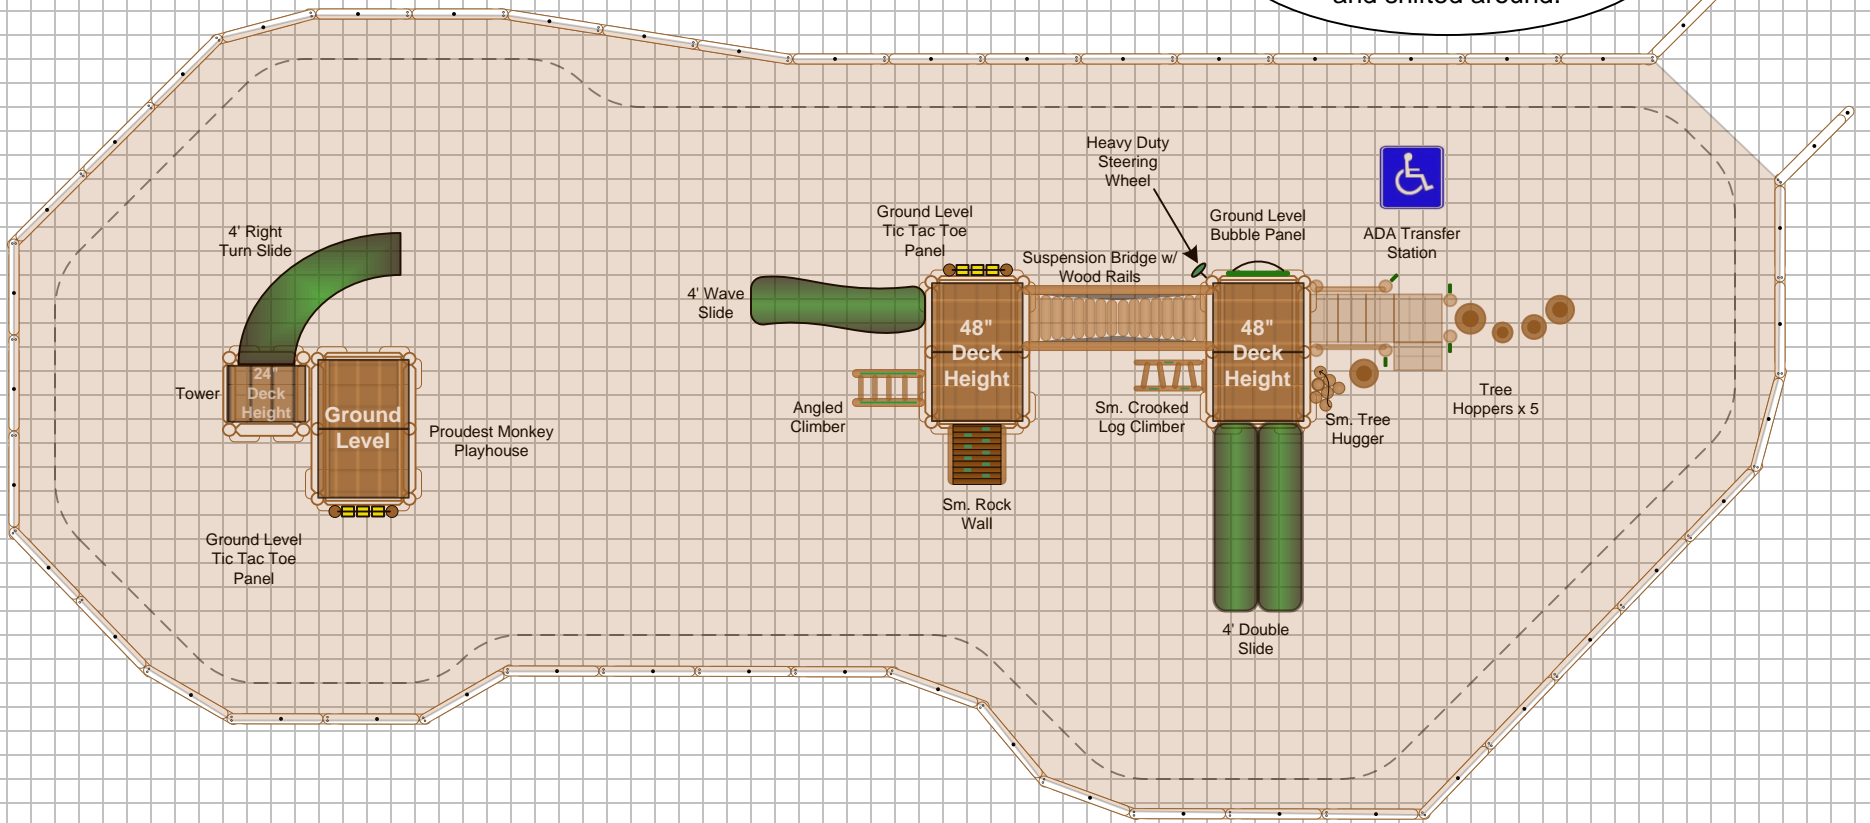 and shifted around.
Heavy Duty
Steering
Wheel
Ground Level
Tic Tac Toe
Panel
Ground Level
Bubble Panel
ADA Transfer
Station
4' Right
Turn Slide
Suspension Bridge w/
Wood Rails
4' Wave
Slide
48"
Deck
Height
48"
Deck
Height
Tower
24"
Deck
Height
Ground
Level
Proudest Monkey
Playhouse
Angled
Climber
Sm. Crooked
Log Climber
Sm. Tree
Hugger
Tree
Hoppers x 5
Sm. Rock
Wall
Ground Level
Tic Tac Toe
Panel
4' Double
Slide